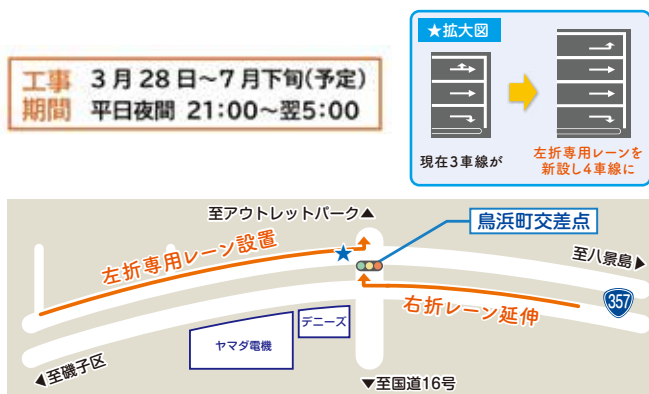 工事期間
3月28日～7月下旬(予定)
平日夜間 21:00～翌5:00
★拡大図
現在3車線が
左折専用レーンを
新設し4車線に
至アウトレットパーク▲
鳥浜町交差点
左折専用レーン設置
★
至八景島▶
357
右折レーン延伸
デニーズ
ヤマダ電機
◀至磯子区
▼至国道16号